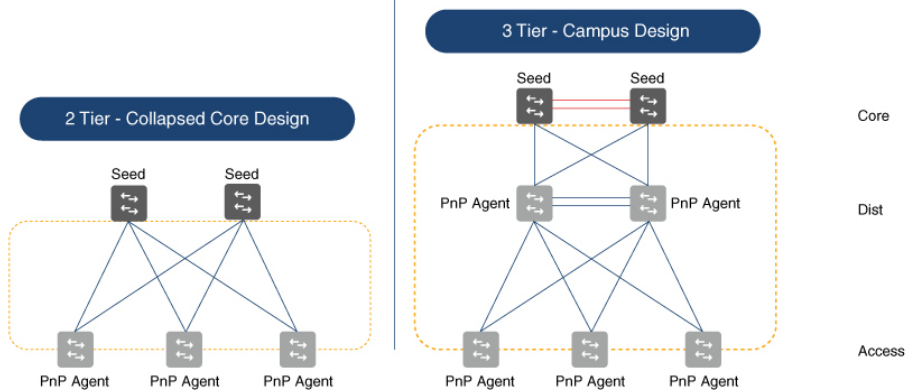 2 Tier - Collapsed Core Design
Seed
Seed
PnP Agent
PnP Agent
PnP Agent
3 Tier - Campus Design
Seed
Seed
Core
PnP Agent
PnP Agent
Dist
Access
PnP Agent
PnP Agent
PnP Agent